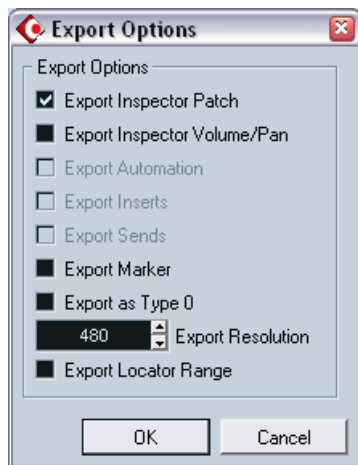 Export Options
Export Options
Export Inspector Patch
Export Inspector Volume/Pan
Export Automation
Export Inserts
Export Sends
Export Marker
Export as Type 0
480 Export Resolution
Export Locator Range
OK Cancel